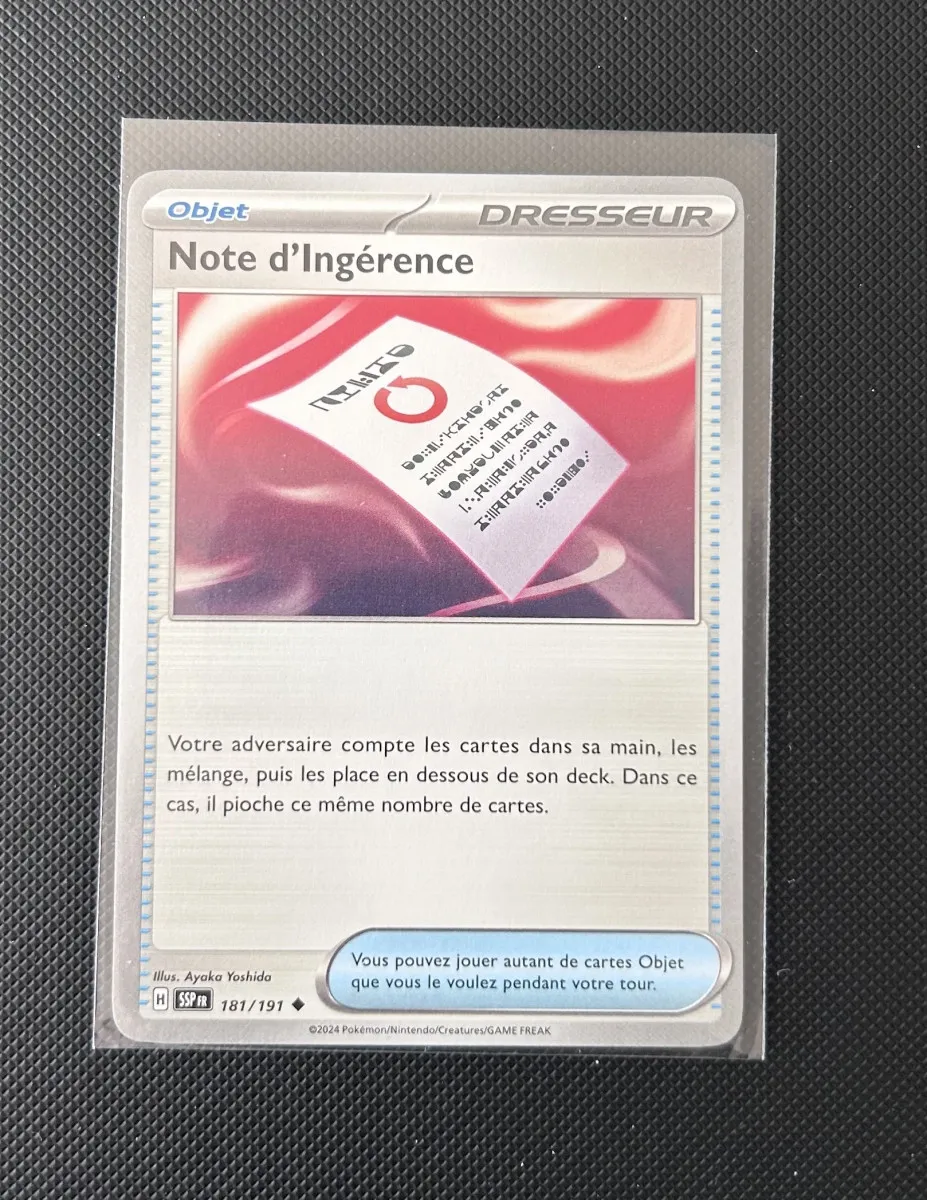 Objet
DRESSEUR
Note d'Ingérence
Votre adversaire compte les cartes dans sa main, les
mélange, puis les place en dessous de son deck. Dans ce
cas, il pioche ce même nombre de cartes.
Illus. Ayaka Yoshida
Vous pouvez jouer autant de cartes Objet
que vous le voulez pendant votre tour.
H SSP FR 181/191
©2024 Pokémon/Nintendo/Creatures/GAME FREAK